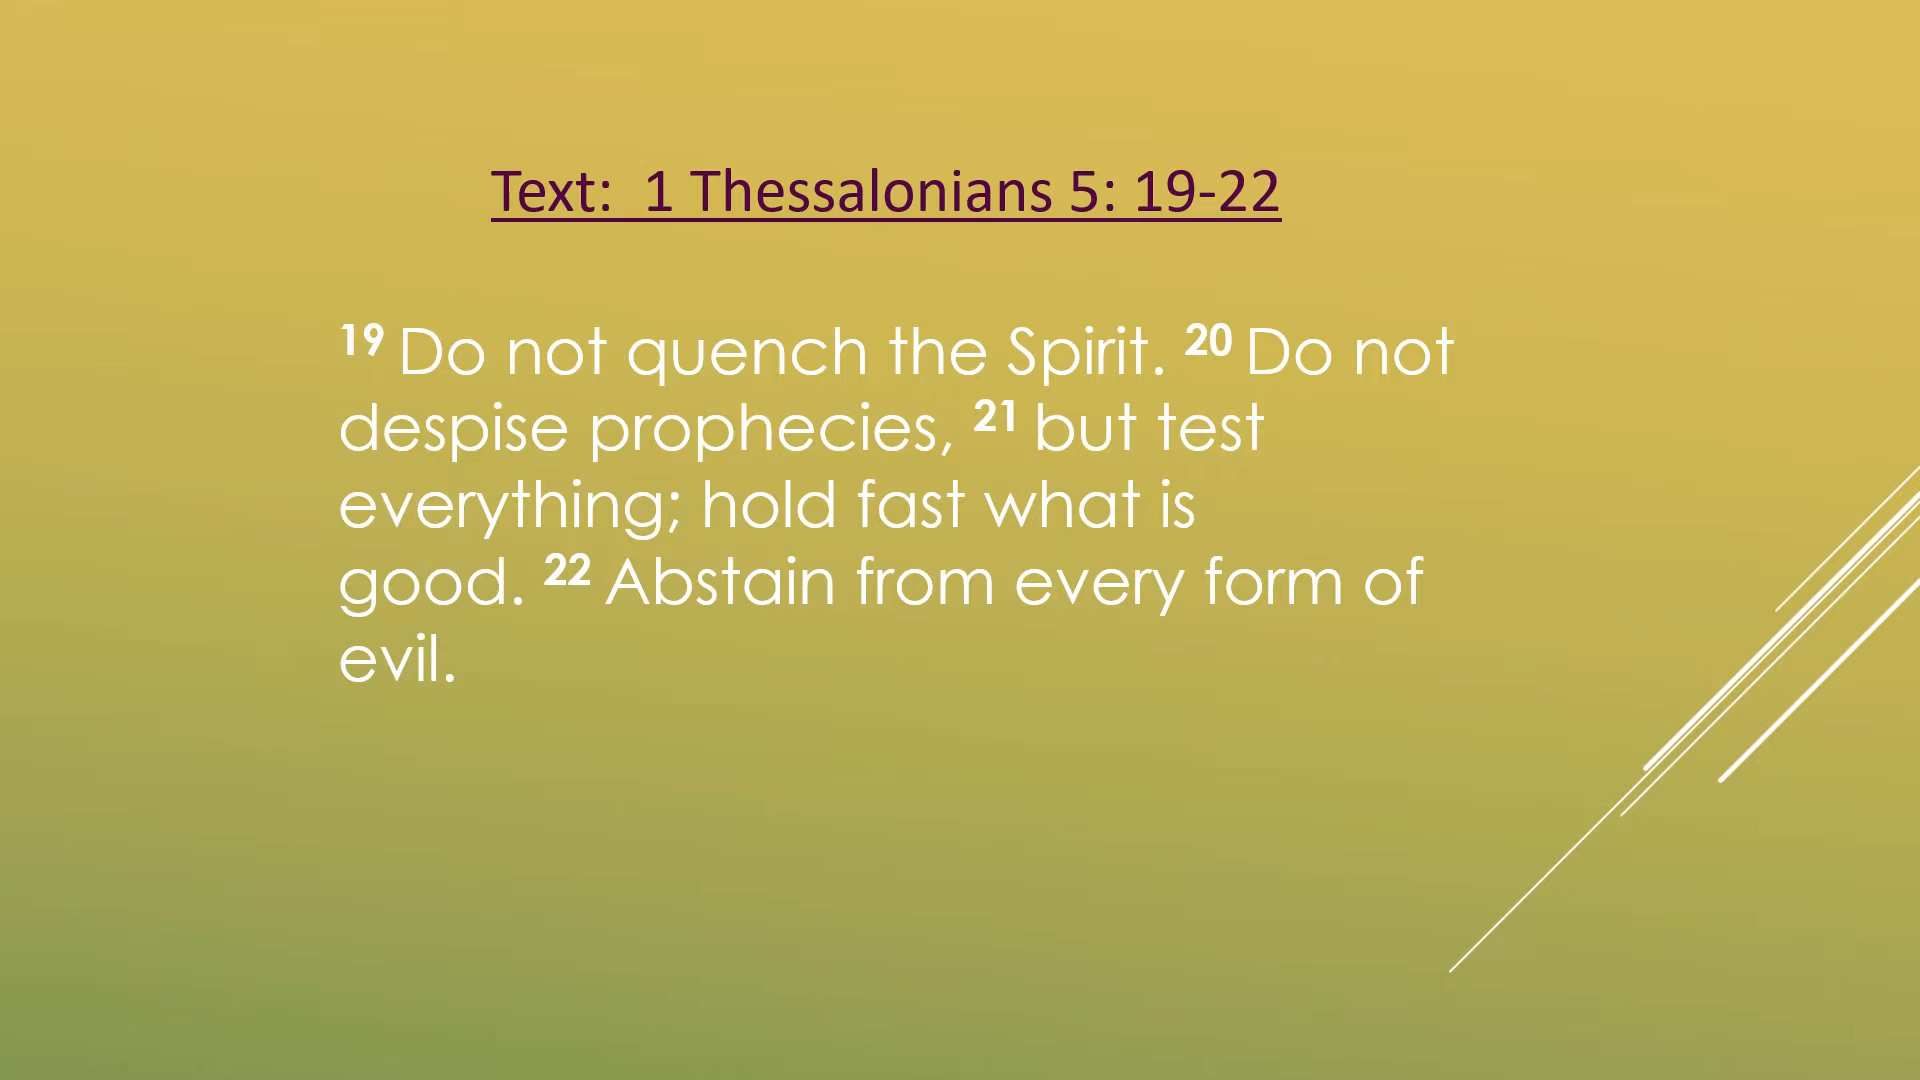 Text:  1 Thessalonians 5: 19-22
19 Do not quench the Spirit. 20 Do not
despise prophecies, 21 but test
everything; hold fast what is
good. 22 Abstain from every form of
evil.